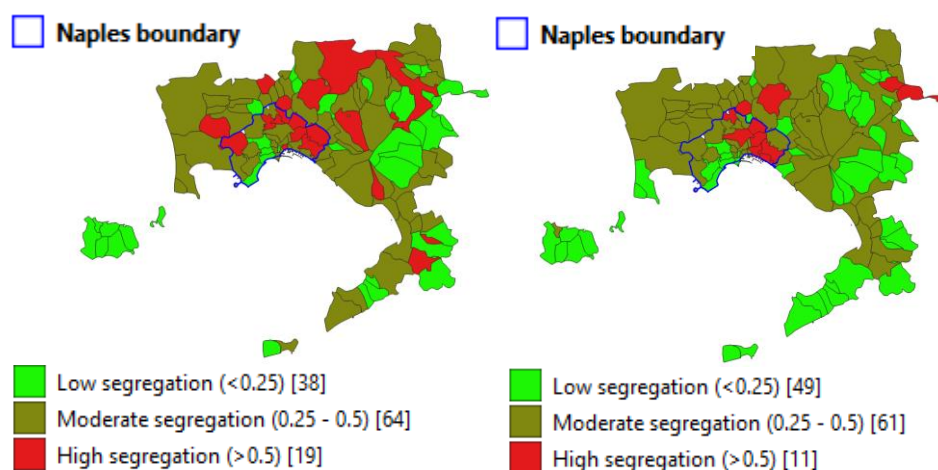 Naples boundary
Low segregation (<0.25) [38]
Moderate segregation (0.25 - 0.5) [64]
High segregation (>0.5) [19]
Naples boundary
Low segregation (<0.25) [49]
Moderate segregation (0.25 - 0.5) [61]
High segregation (>0.5) [11]